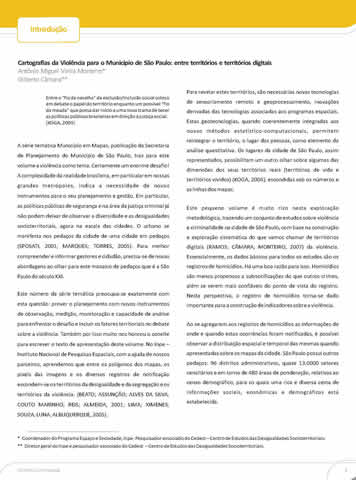 Introdução
Cartografias da Violência para o Município de São Paulo: entre territórios e territórios digitais
Antônio Miguel Vieira Monteiro*
Gilberto Câmara**
Entre o "fio da navalha" da exclusão/inclusão social coloco
em debate o papel do território enquanto um possível "fio
da meada" que possa dar início a uma nova trama de tecer
as políticas públicas brasileiras em direção à justiça social.
(KOGA, 2003)
A série temática Município em Mapas, publicação da Secretaria
de Planejamento do Município de São Paulo, traz para este
volume a violência como tema. Certamente um enorme desafio!
A complexidade da realidade brasileira, em particular em nossas
grandes metrópoles, indica a necessidade de novos
instrumentos para o seu planejamento e gestão. Em particular,
as políticas públicas de segurança e na área da justiça criminal já
não podem deixar de observar a diversidade e as desigualdades
socioterritoriais, agora na escala das cidades. O urbano se
manifesta nos pedaços da cidade de uma cidade em pedaços
(SPOSATI, 2001; MARQUES; TORRES, 2005). Para melhor
compreender e informar gestores e cidadão, precisa-se de novas
abordagens ao olhar para este mosaico de pedaços que é a São
Paulo do século XXI.
Este número da série temática preocupa-se exatamente com
esta questão: prover o planejamento com novos instrumentos
de observação, medição, monitoração e capacidade de análise
para enfrentar o desafio e incluir os fatores territoriais no debate
sobre a violência. Também por isso muito nos honrou o convite
para escrever o texto de apresentação deste volume. No Inpe –
Instituto Nacional de Pesquisas Espaciais, com a ajuda de nossos
parceiros, aprendemos que entre os polígonos dos mapas, os
pixels das imagens e os diversos registros de notificação
escondem-se os territórios da desigualdade e da segregação e os
territórios da violência. (BEATO; ASSUNÇÃO; ALVES DA SILVA;
COUTO MARINHO; REIS; ALMEIDA, 2001; LIMA; XIMENES;
SOUZA; LUNA; ALBUQUERQUE, 2005).
Para revelar estes territórios, são necessárias novas tecnologias
de sensoriamento remoto e geoprocessamento, inovações
derivadas das tecnologias associadas aos programas espaciais.
Estas geotecnologias, quando coerentemente integradas aos
novos métodos estatístico-computacionais, permitem
reintegrar o território, o lugar das pessoas, como elemento da
análise quantitativa. Os lugares da cidade de São Paulo, assim
representados, possibilitam um outro olhar sobre algumas das
dimensões dos seus territórios reais (territórios de vida e
territórios vividos) (KOGA, 2003), escondidas sob os números e
as linhas dos mapas.
Este pequeno volume é muito rico nesta exploração
metodológica, trazendo um conjunto de estudos sobre violência
e criminalidade na cidade de São Paulo, com base na construção
e exploração sistemática do que vamos chamar de territórios
digitais (RAMOS; CÂMARA; MONTEIRO, 2007) da violência.
Essencialmente, os dados básicos para todos os estudos são os
registros de homicídios. Há uma boa razão para isso. Homicídios
são menos propensos a subnotificações do que outros crimes,
além se serem mais confiáveis do ponto de vista do registro.
Nesta perspectiva, o registro de homicídios torna-se dado
importante para a construção de indicadores sobre a violência.
Ao se agregarem aos registros de homicídios as informações de
onde e quando estas ocorrências foram notificadas, é possível
observar a distribuição espacial e temporal das mesmas quando
apresentadas sobre os mapas da cidade. São Paulo possui outros
pedaços: 96 distritos administrativos, quase 13.0000 setores
censitários e em torno de 480 áreas de ponderação, relativas ao
censo demográfico, para os quais uma rica e diversa cena de
informações sociais, econômicas e demográficas está
estabelecida.
* Coordenador do Programa Espaço e Sociedade, Inpe. Pesquisador associado do Cedest – Centro de Estudos das Desigualdades Socioterritoriais.
** Diretor geral do Inpe e pesquisador associado do Cedest – Centro de Estudos das Desigualdades Socioterritoriais.